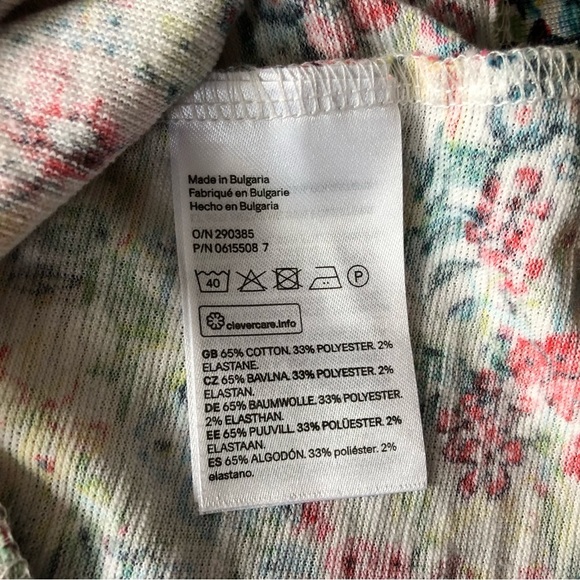 Made in Bulgaria
Fabriqué en Bulgarie
Hecho en Bulgaria
O/N 290385
P/N 0615508 7
40 P
clevercare.info
GB 65% COTTON. 33% POLYESTER. 2%
ELASTANE.
CZ 65% BAVLNA. 33% POLYESTER. 2%
ELASTAN.
DE 65% BAUMWOLLE. 33% POLYESTER.
2% ELASTHAN.
EE 65% PUUVILL. 33% POLÜESTER. 2%
ELASTAAN.
ES 65% ALGODÓN. 33% poliéster. 2%
elastano.